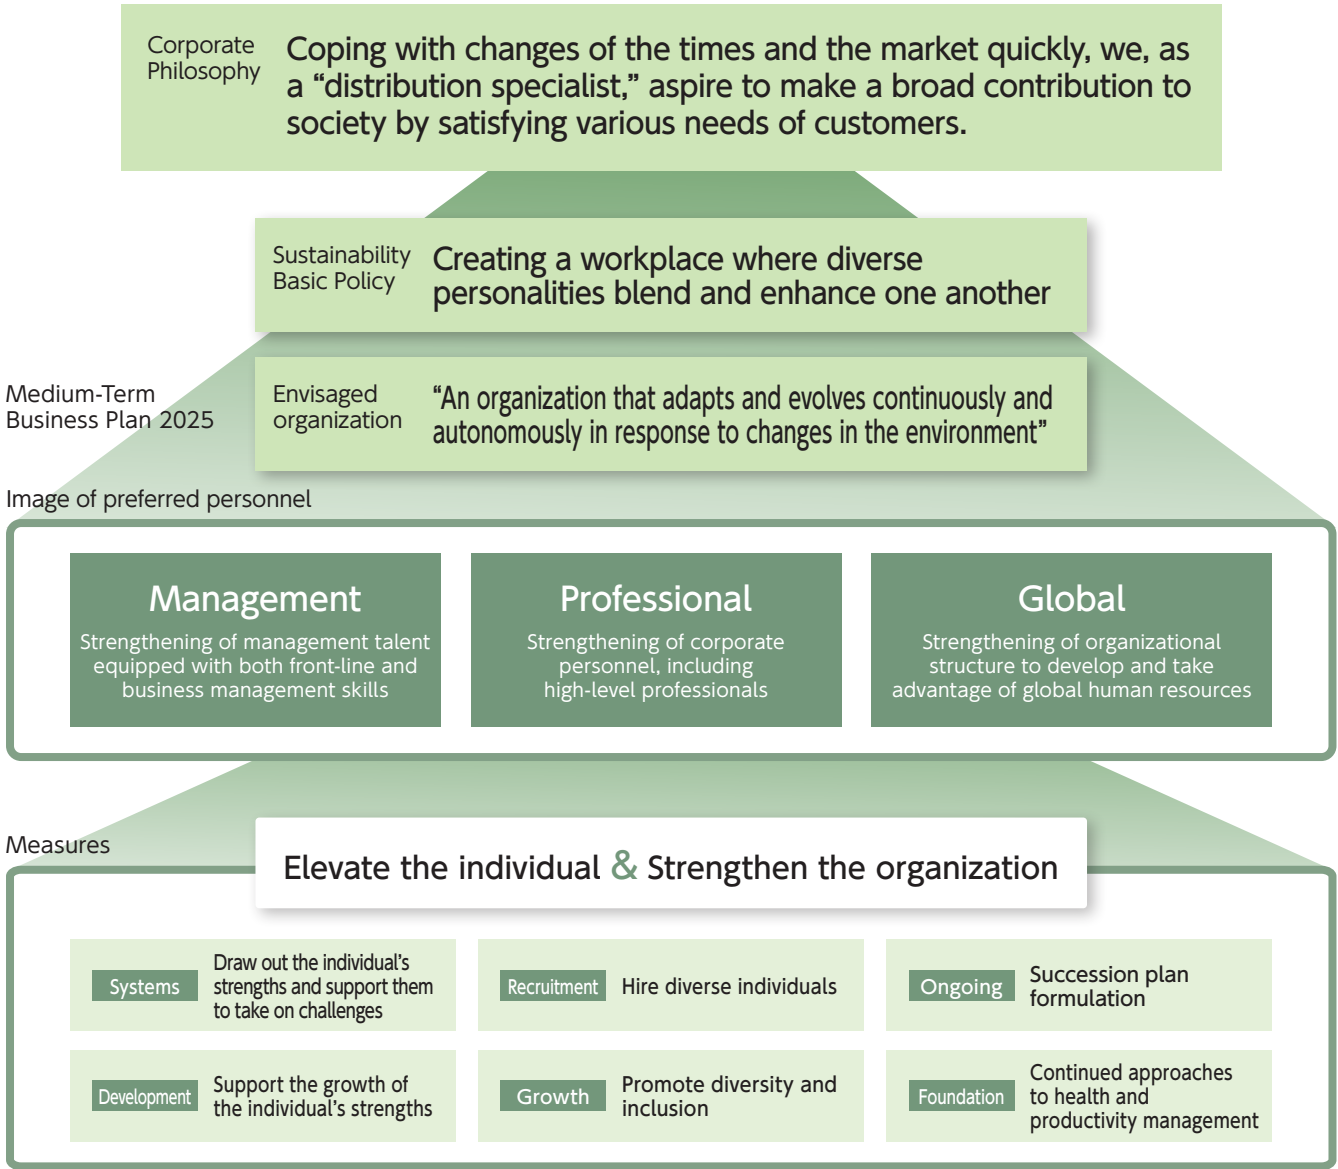 Corporate
Philosophy
Coping with changes of the times and the market quickly, we, as
a “distribution specialist,” aspire to make a broad contribution to
society by satisfying various needs of customers.
Sustainability
Basic Policy
Creating a workplace where diverse
personalities blend and enhance one another
Medium-Term
Business Plan 2025
Envisaged
organization
“An organization that adapts and evolves continuously and
autonomously in response to changes in the environment”
Image of preferred personnel
Management
Strengthening of management talent
equipped with both front-line and
business management skills
Professional
Strengthening of corporate
personnel, including
high-level professionals
Global
Strengthening of organizational
structure to develop and take
advantage of global human resources
Measures
Elevate the individual & Strengthen the organization
Systems
Draw out the individual’s
strengths and support them
to take on challenges
Recruitment
Hire diverse individuals
Ongoing
Succession plan
formulation
Development
Support the growth of
the individual’s strengths
Growth
Promote diversity and
inclusion
Foundation
Continued approaches
to health and
productivity management